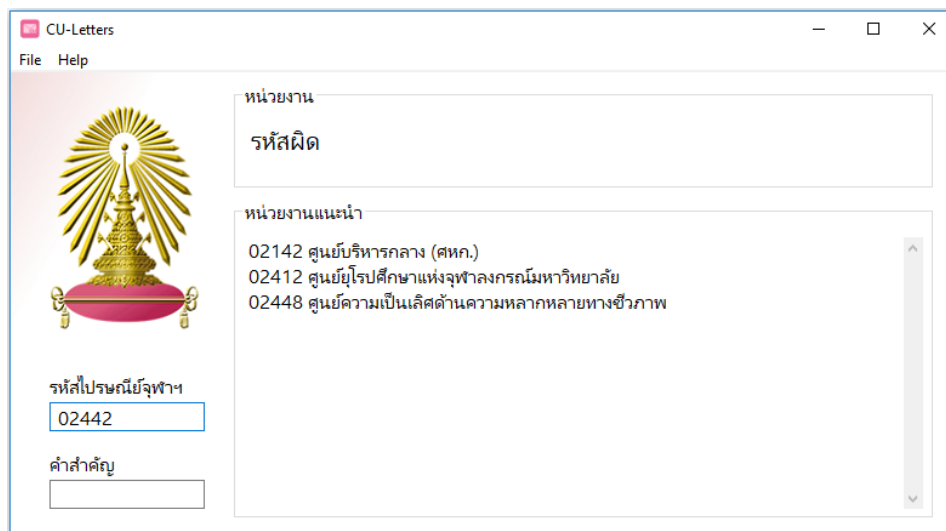 CU-Letters
File Help
หน่วยงาน
รหัสผิด
หน่วยงานแนะนำ
02142 ศูนย์บริหารกลาง (ศหก.)
02412 ศูนย์ยุโรปศึกษาแห่งจุฬาลงกรณ์มหาวิทยาลัย
02448 ศูนย์ความเป็นเลิศด้านความหลากหลายทางชีวภาพ
รหัสไปรษณีย์จุฬาฯ
02442
คำสำคัญ